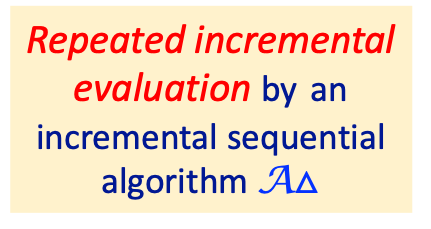 Repeated incremental
evaluation by an
incremental sequential
algorithm 𝒜Δ